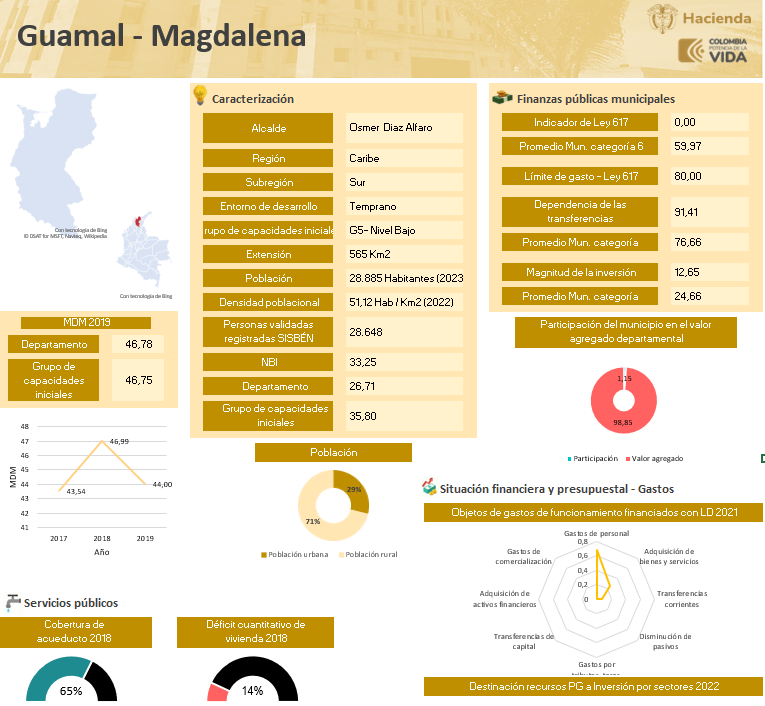 Guamal - Magdalena
Hacienda
COLOMBIA
POTENCIA DE LA
VIDA
Con tecnología de Bing
© DSAT for MSFT, Navteq, Wikipedia
Con tecnología de Bing
MDM 2019
Departamento 46,78
Grupo de
capacidades
iniciales
46,75
48
47
46
45
44
43
42
41
MDM
43,54
46,99
44,00
2017 2018 2019
Año
Caracterización
Alcalde Osmer Diaz Alfaro
Región Caribe
Subregión Sur
Entorno de desarrollo Temprano
rupo de capacidades iniciale G5- Nivel Bajo
Extensión 565 Km2
Población 28.885 Habitantes (2023
Densidad poblacional 51,12 Hab / Km2 (2022)
Personas validadas
registradas SISBÉN
28.648
NBI 33,25
Departamento 26,71
Grupo de capacidades
iniciales
35,80
Población
29%
71%
Población urbana Población rural
Finanzas públicas municipales
Indicador de Ley 617 0,00
Promedio Mun. categoría 6 59,97
Límite de gasto - Ley 617 80,00
Dependencia de las
transferencias
91,41
Promedio Mun. categoría 76,66
Magnitud de la inversión 12,65
Promedio Mun. categoría 24,66
Participación del municipio en el valor
agregado departamental
1,15
98,85
Participación Valor agregado
Situación financiera y presupuestal - Gastos
Objetos de gastos de funcionamiento financiados con LD 2021
Gastos de personal
0,8
0,6
0,4
0,2
0
Adquisición de
bienes y servicios
Transferencias
corrientes
Disminución de
pasivos
Gastos por
Transferencias de
capital
Adquisición de
activos financieros
Gastos de
comercialización
Destinación recursos PG a Inversión por sectores 2022
Servicios públicos
Cobertura de
acueducto 2018
65%
Déficit cuantitativo de
vivienda 2018
14%